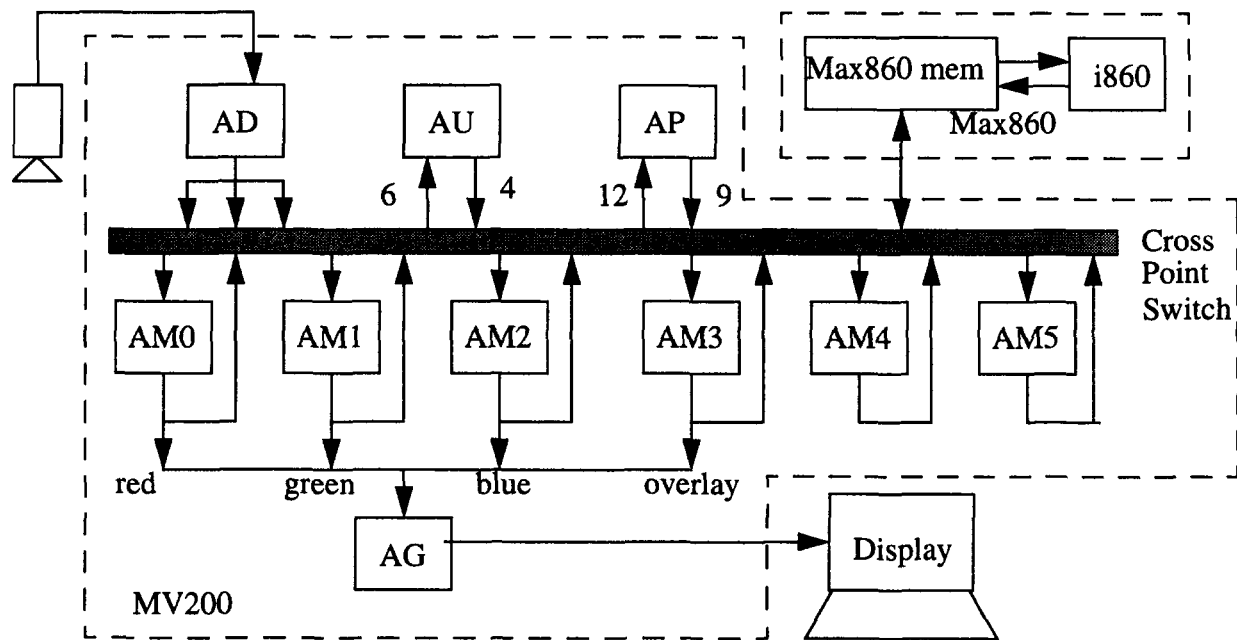 Max860 mem
i860
Max860
AD
AU
AP
6
4
12
9
Cross
Point
Switch
AM0
AM1
AM2
AM3
AM4
AM5
red
green
blue
overlay
AG
Display
MV200